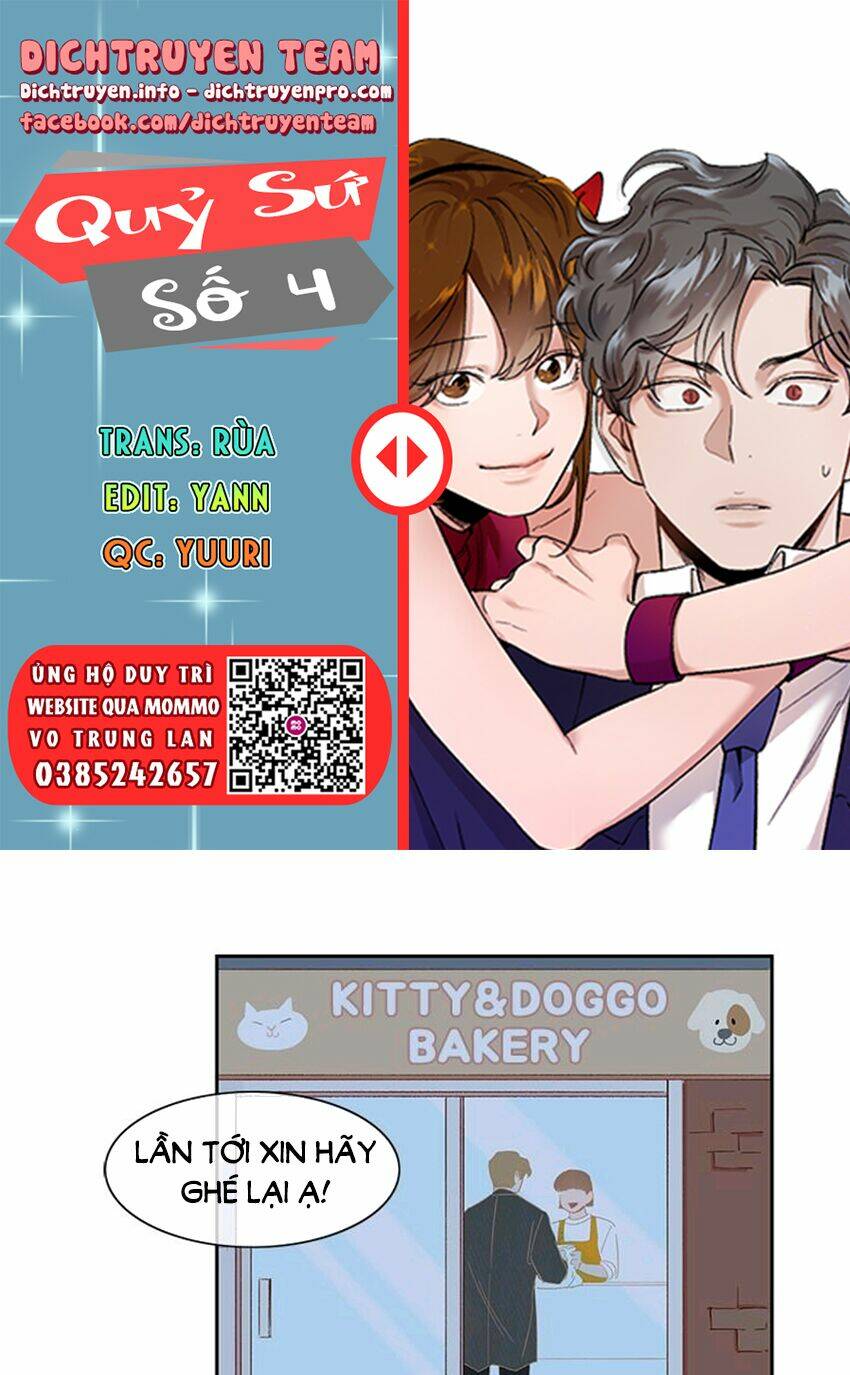 DICHTRUYEN TEAM
Dichtruyen.info - dichtruyenpro.com
facebook.com/dichtruyenteam
Quỷ Sứ
Số 4
TRANS: RÙA
EDIT: YANN
QC: YUURI
ỦNG HỘ DUY TRÌ
WEBSITE QUA MOMMO
VO TRUNG LAN
0385242657
KITTY&DOGGO
BAKERY
LẦN TỚI XIN HÃY
GHÉ LẠI Ạ!